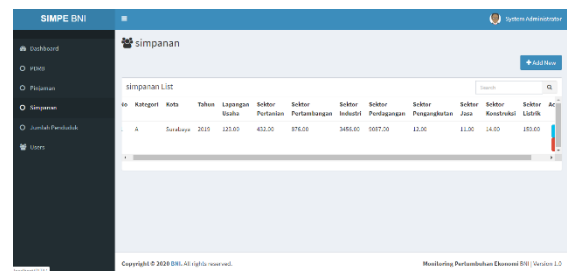 SIMPE BNI
System Administrator
Dashboard
PDRB
Pinjaman
Simpanan
Jumlah Penduduk
Users
simpanan
+ Add New
simpanan List
Search
No Kategori Kota Tahun Lapangan Usaha Sektor Pertanian Sektor Pertambangan Sektor Industri Sektor Perdagangan Sektor Pengangkutan Sektor Jasa Sektor Konstruksi Sektor Listrik
A Surabaya 2019 123.00 432.00 876.00 3456.00 9087.00 12.00 11.00 14.00
Copyright © 2020 BNI. All rights reserved.
Monitoring Pertumbuhan Ekonomi BNI | Version 1.0